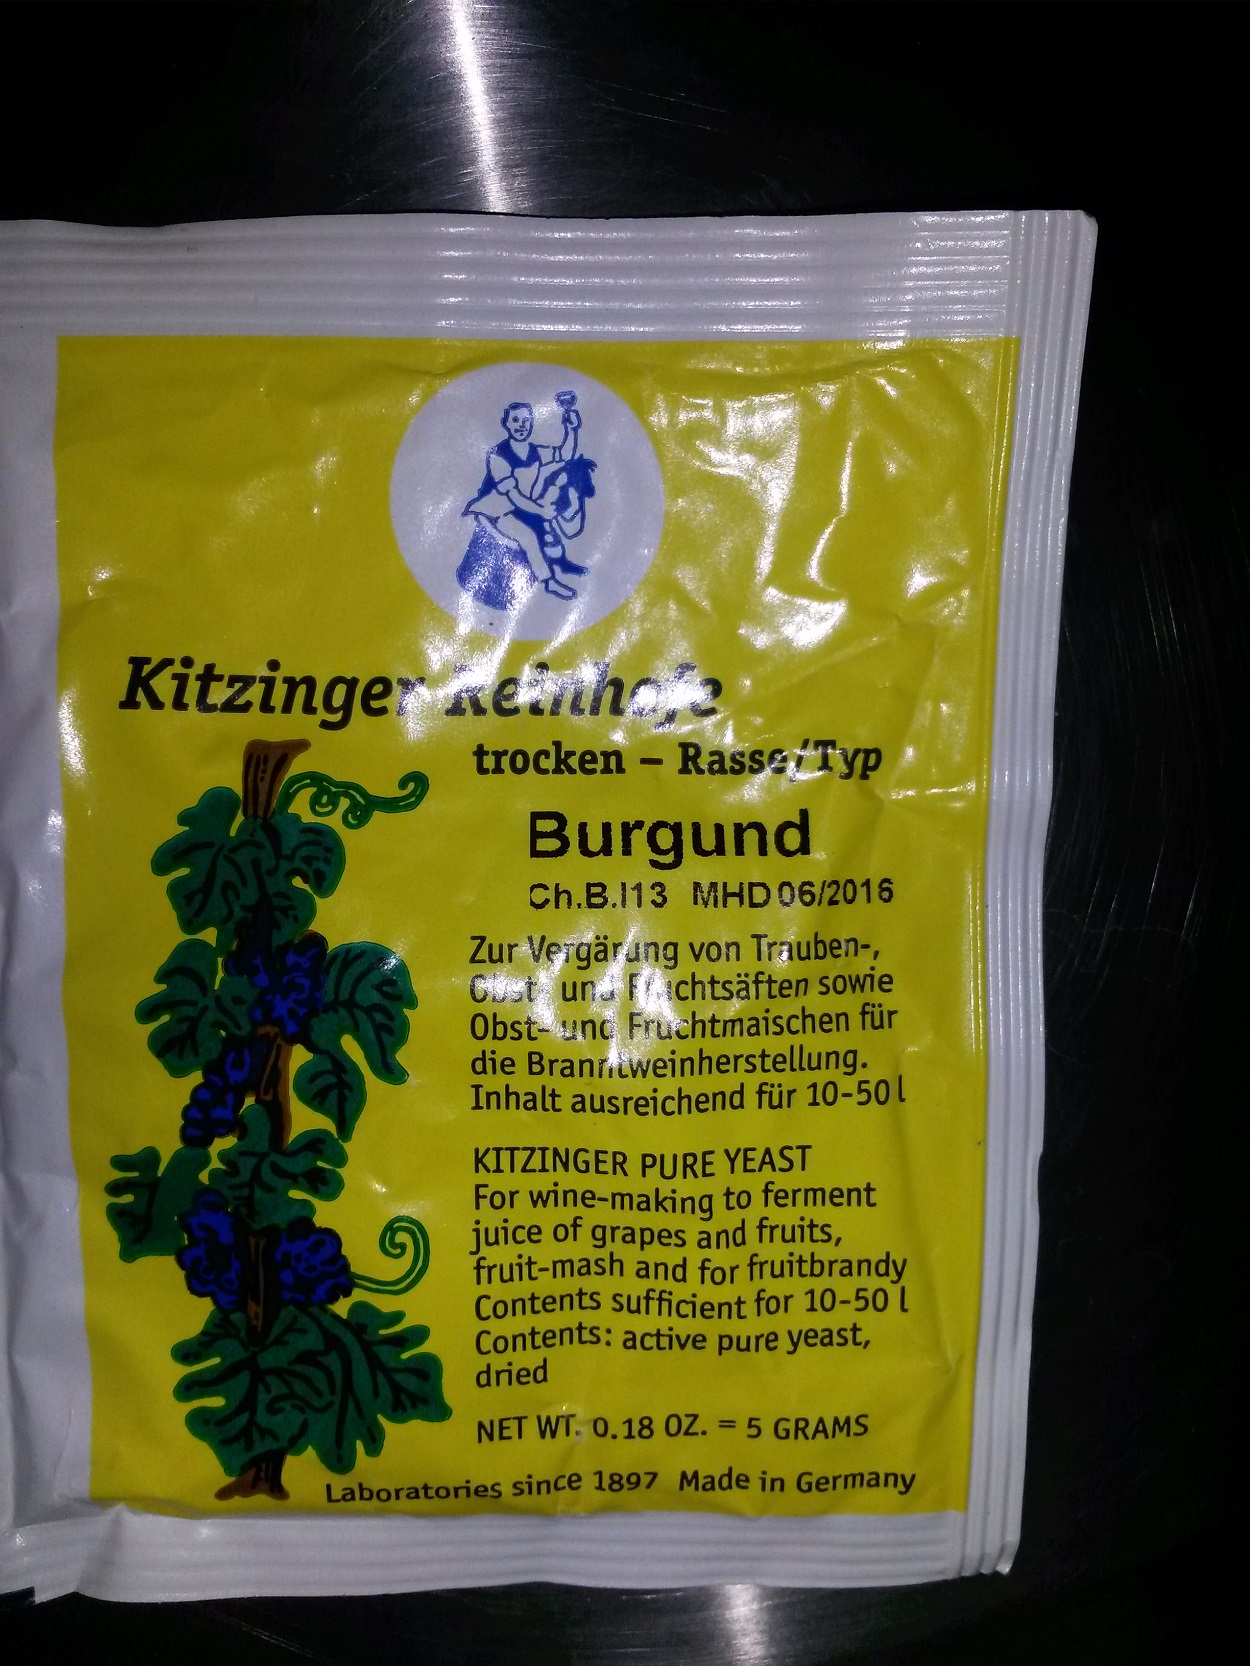 Kitzinger Reinhefe
trocken – Rasse/Typ
Burgund
Ch.B.I13 MHD 06/2016
Zur Vergärung von Trauben-,
Obst- und Fruchtsäften sowie
Obst- und Fruchtmaischen für
die Branntweinherstellung.
Inhalt ausreichend für 10-50 l
KITZINGER PURE YEAST
For wine-making to ferment
juice of grapes and fruits,
fruit-mash and for fruitbrandy
Contents sufficient for 10-50 l
Contents: active pure yeast,
dried
NET WT. 0.18 OZ. = 5 GRAMS
Laboratories since 1897 Made in Germany